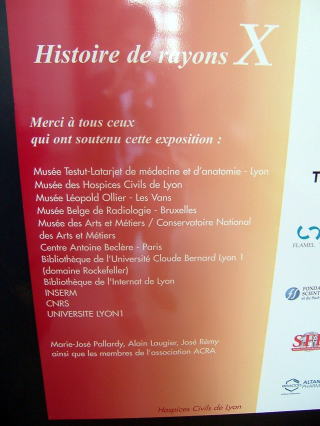 Histoire de rayons X
Merci à tous ceux
qui ont soutenu cette exposition :
Musée Testut-Latarjet de médecine et d'anatomie - Lyon
Musée des Hospices Civils de Lyon
Musée Léopold Ollier - Les Vans
Musée Belge de Radiologie - Bruxelles
Musée des Arts et Métiers / Conservatoire National
des Arts et Métiers
Centre Antoine Beclère - Paris
Bibliothèque de l'Université Claude Bernard Lyon 1
(domaine Rockefeller)
Bibliothèque de l'Internat de Lyon
INSERM
CNRS
UNIVERSITE LYON1
Marie-José Pallardy, Alain Laugier, José Rémy
ainsi que les membres de l'association ACRA
Hospices Civils de Lyon
FLAMEL
FONDA
SCIENT
ALTAN
PHARM